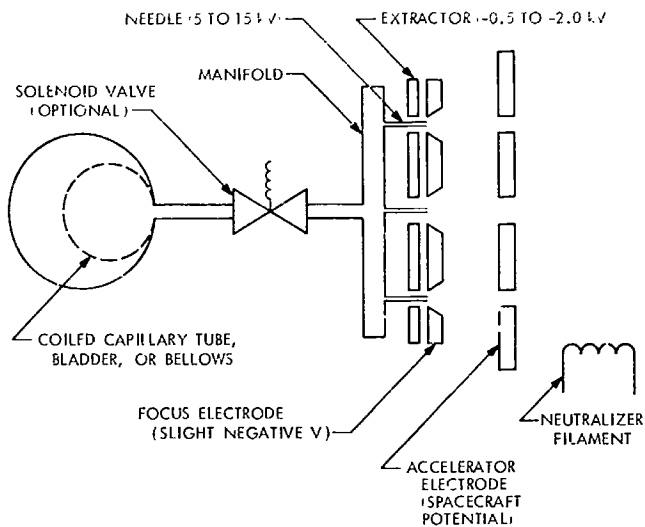 NEEDLE (5 TO 15 kV)
EXTRACTOR (-0.5 TO -2.0 kV)
MANIFOLD
SOLENOID VALVE
(OPTIONAL)
COILED CAPILLARY TUBE,
BLADDER, OR BELLOWS
FOCUS ELECTRODE
(SLIGHT NEGATIVE V)
NEUTRALIZER
FILAMENT
ACCELERATOR
ELECTRODE
(SPACECRAFT
POTENTIAL)